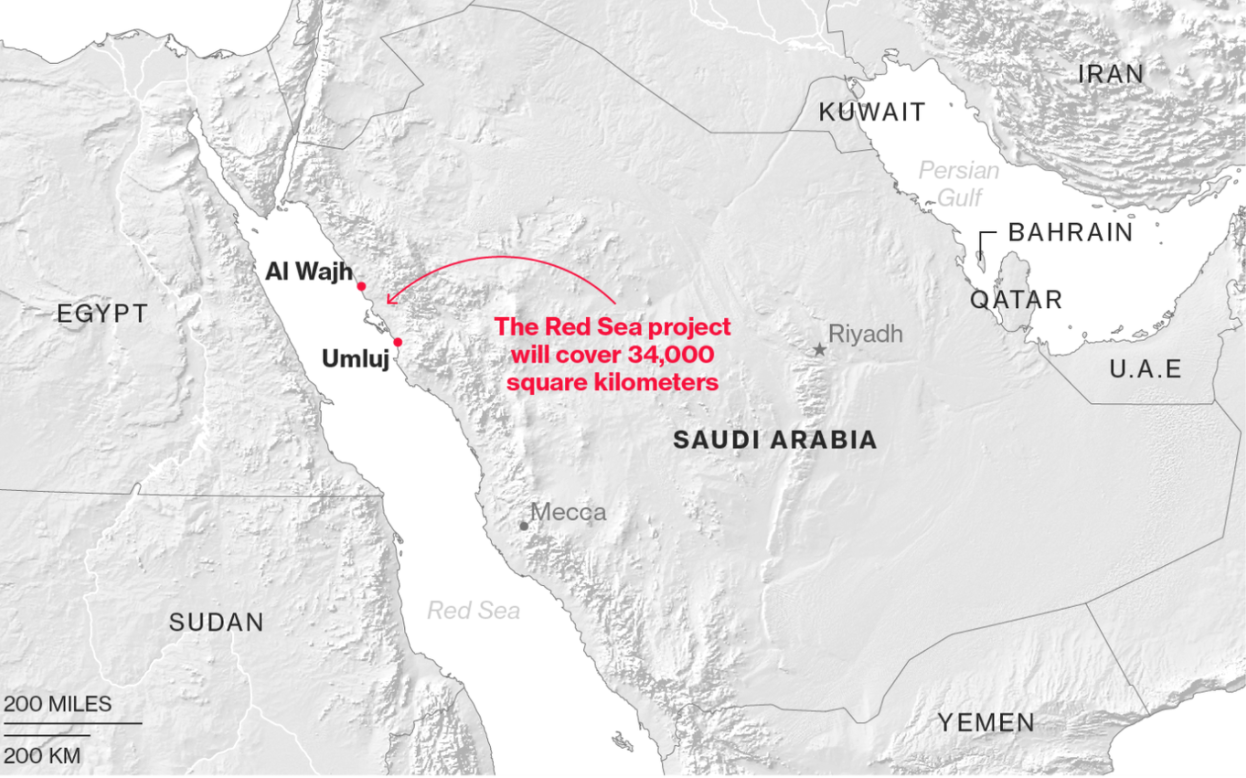 IRAN
KUWAIT
Persian
Gulf
BAHRAIN
Al Wajh
QATAR
EGYPT
The Red Sea project
will cover 34,000
square kilometers
Riyadh
Umluj
U.A.E
SAUDI ARABIA
Mecca
Red Sea
SUDAN
200 MILES
200 KM
YEMEN